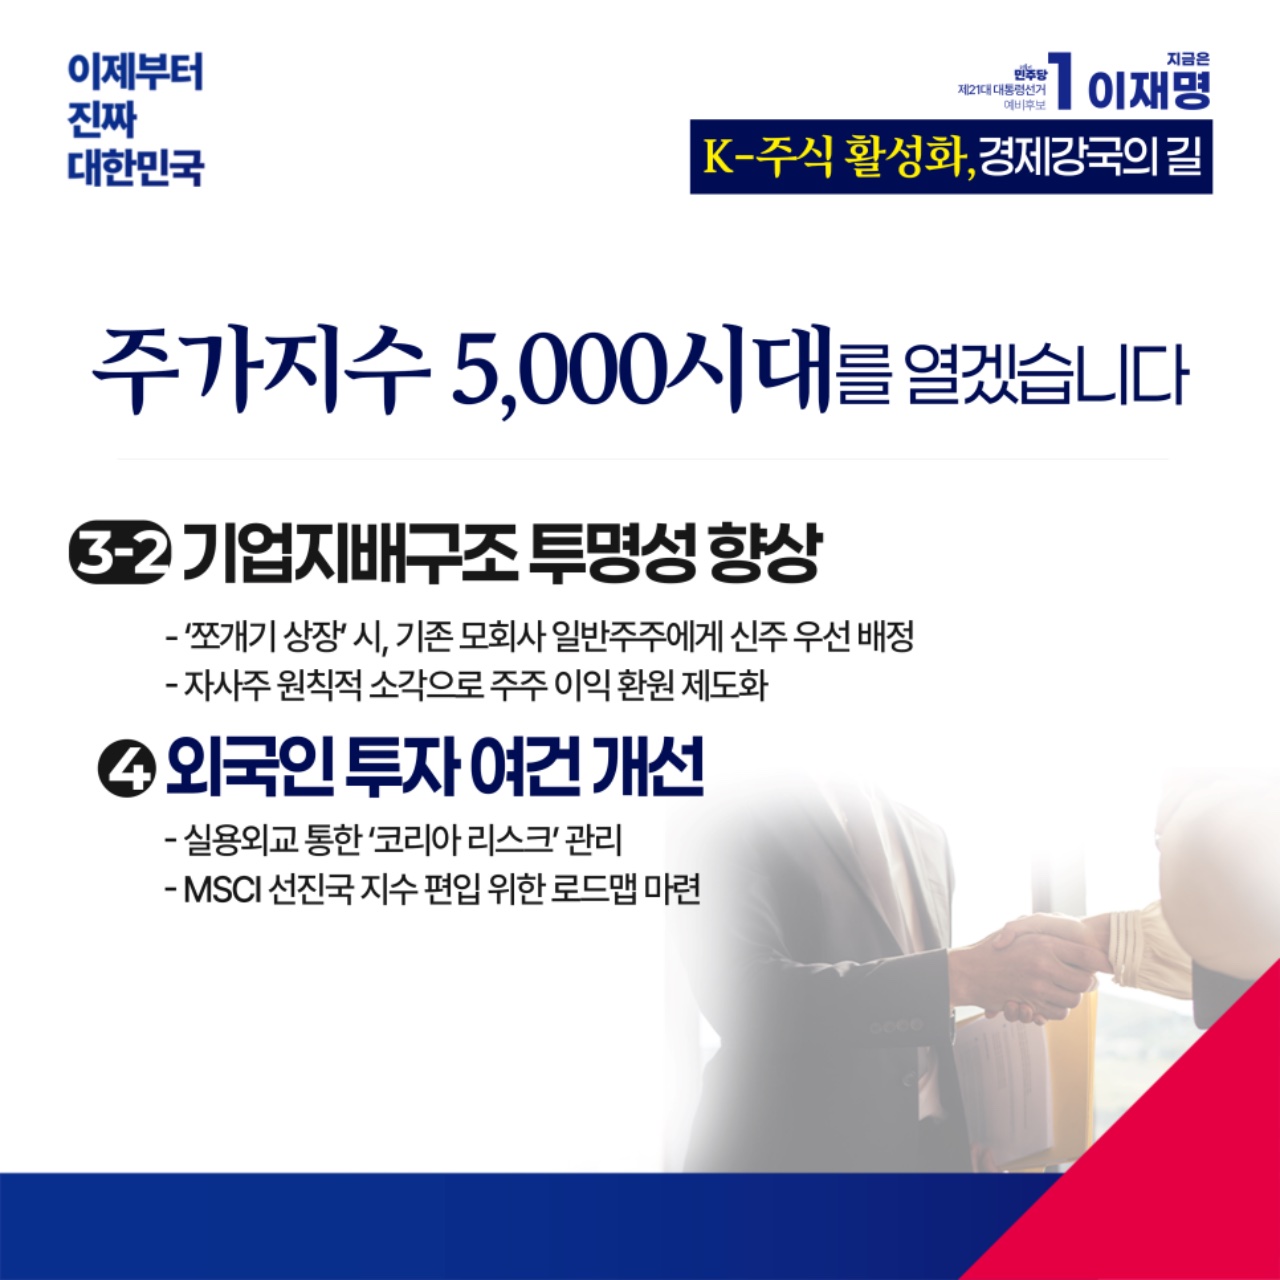 이제부터
진짜
대한민국
지금은
민주당
제21대 대통령선거
예비후보
1 이재명
K-주식 활성화, 경제강국의 길
주가지수 5,000시대를 열겠습니다
3-2 기업지배구조 투명성 향상
- ‘쪼개기 상장’ 시, 기존 모회사 일반주주에게 신주 우선 배정
- 자사주 원칙적 소각으로 주주 이익 환원 제도화
4 외국인 투자 여건 개선
- 실용외교 통한 ‘코리아 리스크’ 관리
- MSCI 선진국 지수 편입 위한 로드맵 마련